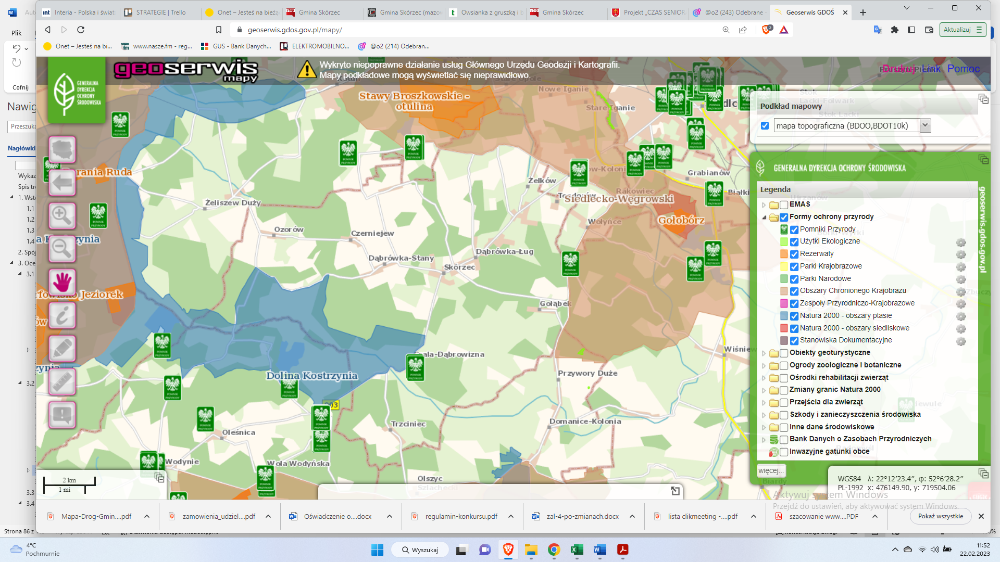 Interia - Polska i świat
STRATEGIE | Trello
Onet – Jesteś na bieżą
Gmina Skórzec
Gmina Skórzec (mazow
Owsianka z gruszką i b
Gmina Skórzec
Projekt „CZAS SENIOR
@o2 (243) Odebrane -
Geoserwis GDOŚ
Plik
geoserwis.gdos.gov.pl/mapy/
2
Aktualizuj
Onet – Jesteś na bi...
www.nasze.fm - reg...
GUS - Bank Danych...
ELEKTROMOBILNO...
@o2 (214) Odebran...
Cofnij
Nawig
Przeszuka
Nagłówki
Wykaz
Spis tre
1. Wstę
1.1
1.2
1.3
1.4
2. Spój
3. Oce
3.1
3.2
3.3
3.4
GENERALNA
DYREKCJA
OCHRONY
ŚRODOWISKA
geoserwis
mapy
Wykryto niepoprawne działanie usług Głównego Urzędu Geodezji i Kartografii.
Mapy podkładowe mogą wyświetlać się nieprawidłowo.
Drukuj Link Pomoc
Stawy Broszkowskie -
otulina
Nowe Iganie
Stare Iganie
Żelków
Grabianów
Rakowiec
Białki
Siedlecko-Węgrowski
Gołobórz
Wołyńce
Żeliszew Duży
Ozorów
Czerniejew
Dąbrówka-Stany
Dąbrówka-Ług
Skórzec
Gołąbek
Wiśniew
Przywory Duże
Dolina Kostrzynia
903
Trzciniec
Domanice-Kolonia
Oleśnica
Wodynie
Wola Wodyńska
Olszyc
Szlachecki
2 km
1 mi
Podkład mapowy
mapa topograficzna (BDOO,BDOT10k)
GENERALNA DYREKCJA OCHRONY ŚRODOWISKA
geoserwis.gdos.gov.pl
Legenda
EMAS
Formy ochrony przyrody
Pomniki Przyrody
Użytki Ekologiczne
Rezerwaty
Parki Krajobrazowe
Parki Narodowe
Obszary Chronionego Krajobrazu
Zespoły Przyrodniczo-Krajobrazowe
Natura 2000 - obszary ptasie
Natura 2000 - obszary siedliskowe
Stanowiska Dokumentacyjne
Obiekty geoturystyczne
Ogrody zoologiczne i botaniczne
Ośrodki rehabilitacji zwierząt
Zmiany granic Natura 2000
Przejścia dla zwierząt
Szkody i zanieczyszczenia środowiska
Inne dane środowiskowe
Bank Danych o Zasobach Przyrodniczych
Inwazyjne gatunki obce
więcej...
WGS84 λ: 22°12′23.4″, φ: 52°6′28.2″
PL-1992 x: 476149.90, y: 719504.06
Aktywuj system Windows
Przejdź do ustawień, aby aktywować system Windows.
Mapa-Drog-Gmin....pdf
zamowienia_udziel....pdf
Oświadczenie o....docx
regulamin-konkursu.pdf
zal-4-po-zmianach.docx
lista clikmeeting -....pdf
szacowanie www....PDF
Pokaż wszystkie
Strona 86 z
4°C
Pochmurnie
Wyszukaj
11:52
22.02.2023